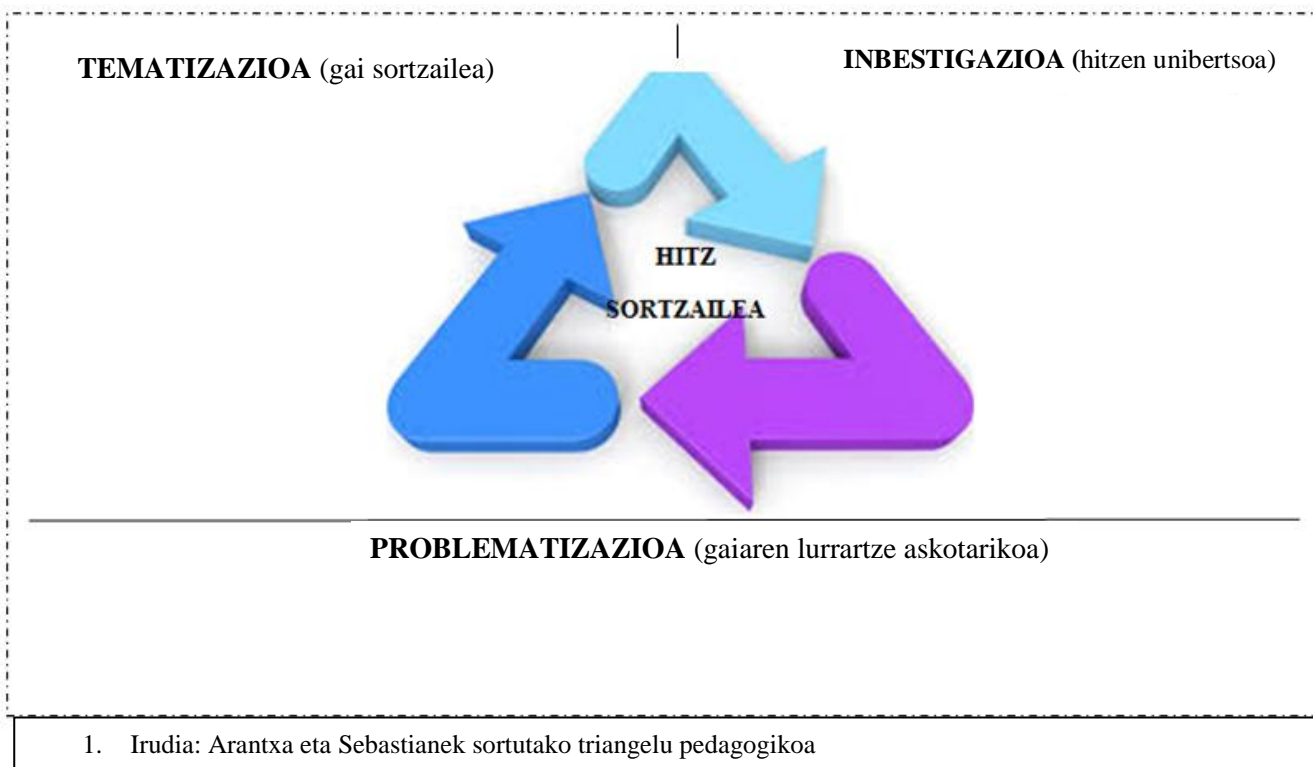 TEMATIZAZIOA (gai sortzailea)
INBESTIGAZIOA (hitzen unibertsoa)
HITZ
SORTZAILEA
PROBLEMATIZAZIOA (gaiaren lurrartze askotarikoa)
1. Irudia: Arantxa eta Sebastianek sortutako triangelu pedagogikoa